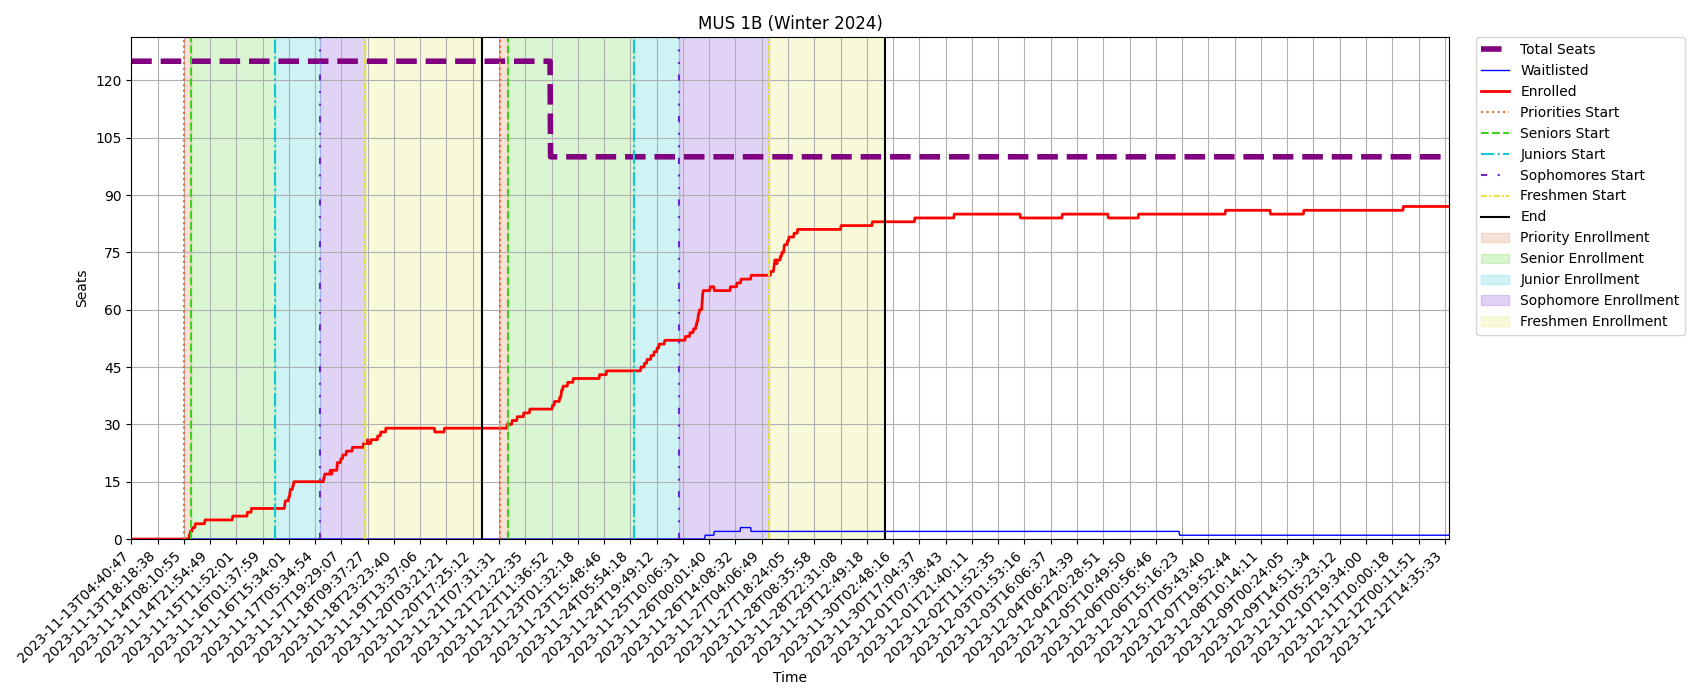 MUS 1B (Winter 2024)
120
105
90
75
60
45
30
15
0
Seats
2023-11-13T04:40:47
2023-11-13T18:18:38
2023-11-14T08:10:55
2023-11-14T21:54:49
2023-11-15T11:52:01
2023-11-16T01:37:59
2023-11-16T15:34:01
2023-11-17T05:34:54
2023-11-17T19:29:07
2023-11-18T09:37:27
2023-11-18T23:23:40
2023-11-19T13:37:06
2023-11-20T03:21:21
2023-11-20T17:25:12
2023-11-21T07:31:31
2023-11-21T21:22:35
2023-11-22T11:36:52
2023-11-23T01:32:18
2023-11-23T15:48:46
2023-11-24T05:54:18
2023-11-24T19:49:12
2023-11-25T10:06:31
2023-11-26T00:01:40
2023-11-26T14:08:32
2023-11-27T04:06:49
2023-11-27T18:24:05
2023-11-28T08:35:58
2023-11-28T22:31:08
2023-11-29T12:49:18
2023-11-30T02:48:16
2023-11-30T17:04:37
2023-12-01T07:38:43
2023-12-01T21:40:11
2023-12-02T11:52:35
2023-12-03T01:53:16
2023-12-03T16:06:37
2023-12-04T06:24:39
2023-12-04T20:28:51
2023-12-05T10:49:50
2023-12-06T00:56:46
2023-12-06T15:16:23
2023-12-07T05:43:40
2023-12-07T19:52:44
2023-12-08T10:14:11
2023-12-09T00:24:05
2023-12-09T14:51:34
2023-12-10T05:23:12
2023-12-10T19:34:00
2023-12-11T10:00:18
2023-12-12T00:11:51
2023-12-12T14:35:33
Time
Total Seats
Waitlisted
Enrolled
Priorities Start
Seniors Start
Juniors Start
Sophomores Start
Freshmen Start
End
Priority Enrollment
Senior Enrollment
Junior Enrollment
Sophomore Enrollment
Freshmen Enrollment